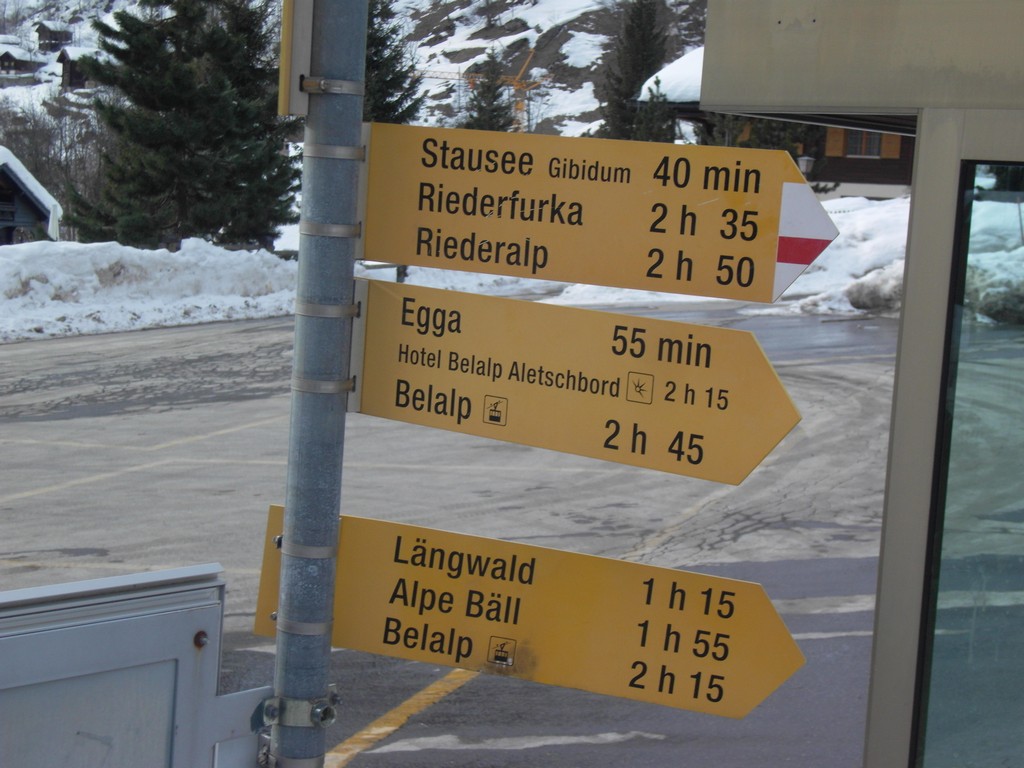 Stausee Gibidum 40 min
Riederfurka 2 h 35
Riederalp 2 h 50
Egga 55 min
Hotel Belalp Aletschbord 2 h 15
Belalp 2 h 45
Längwald 1 h 15
Alpe Bäll 1 h 55
Belalp 2 h 15